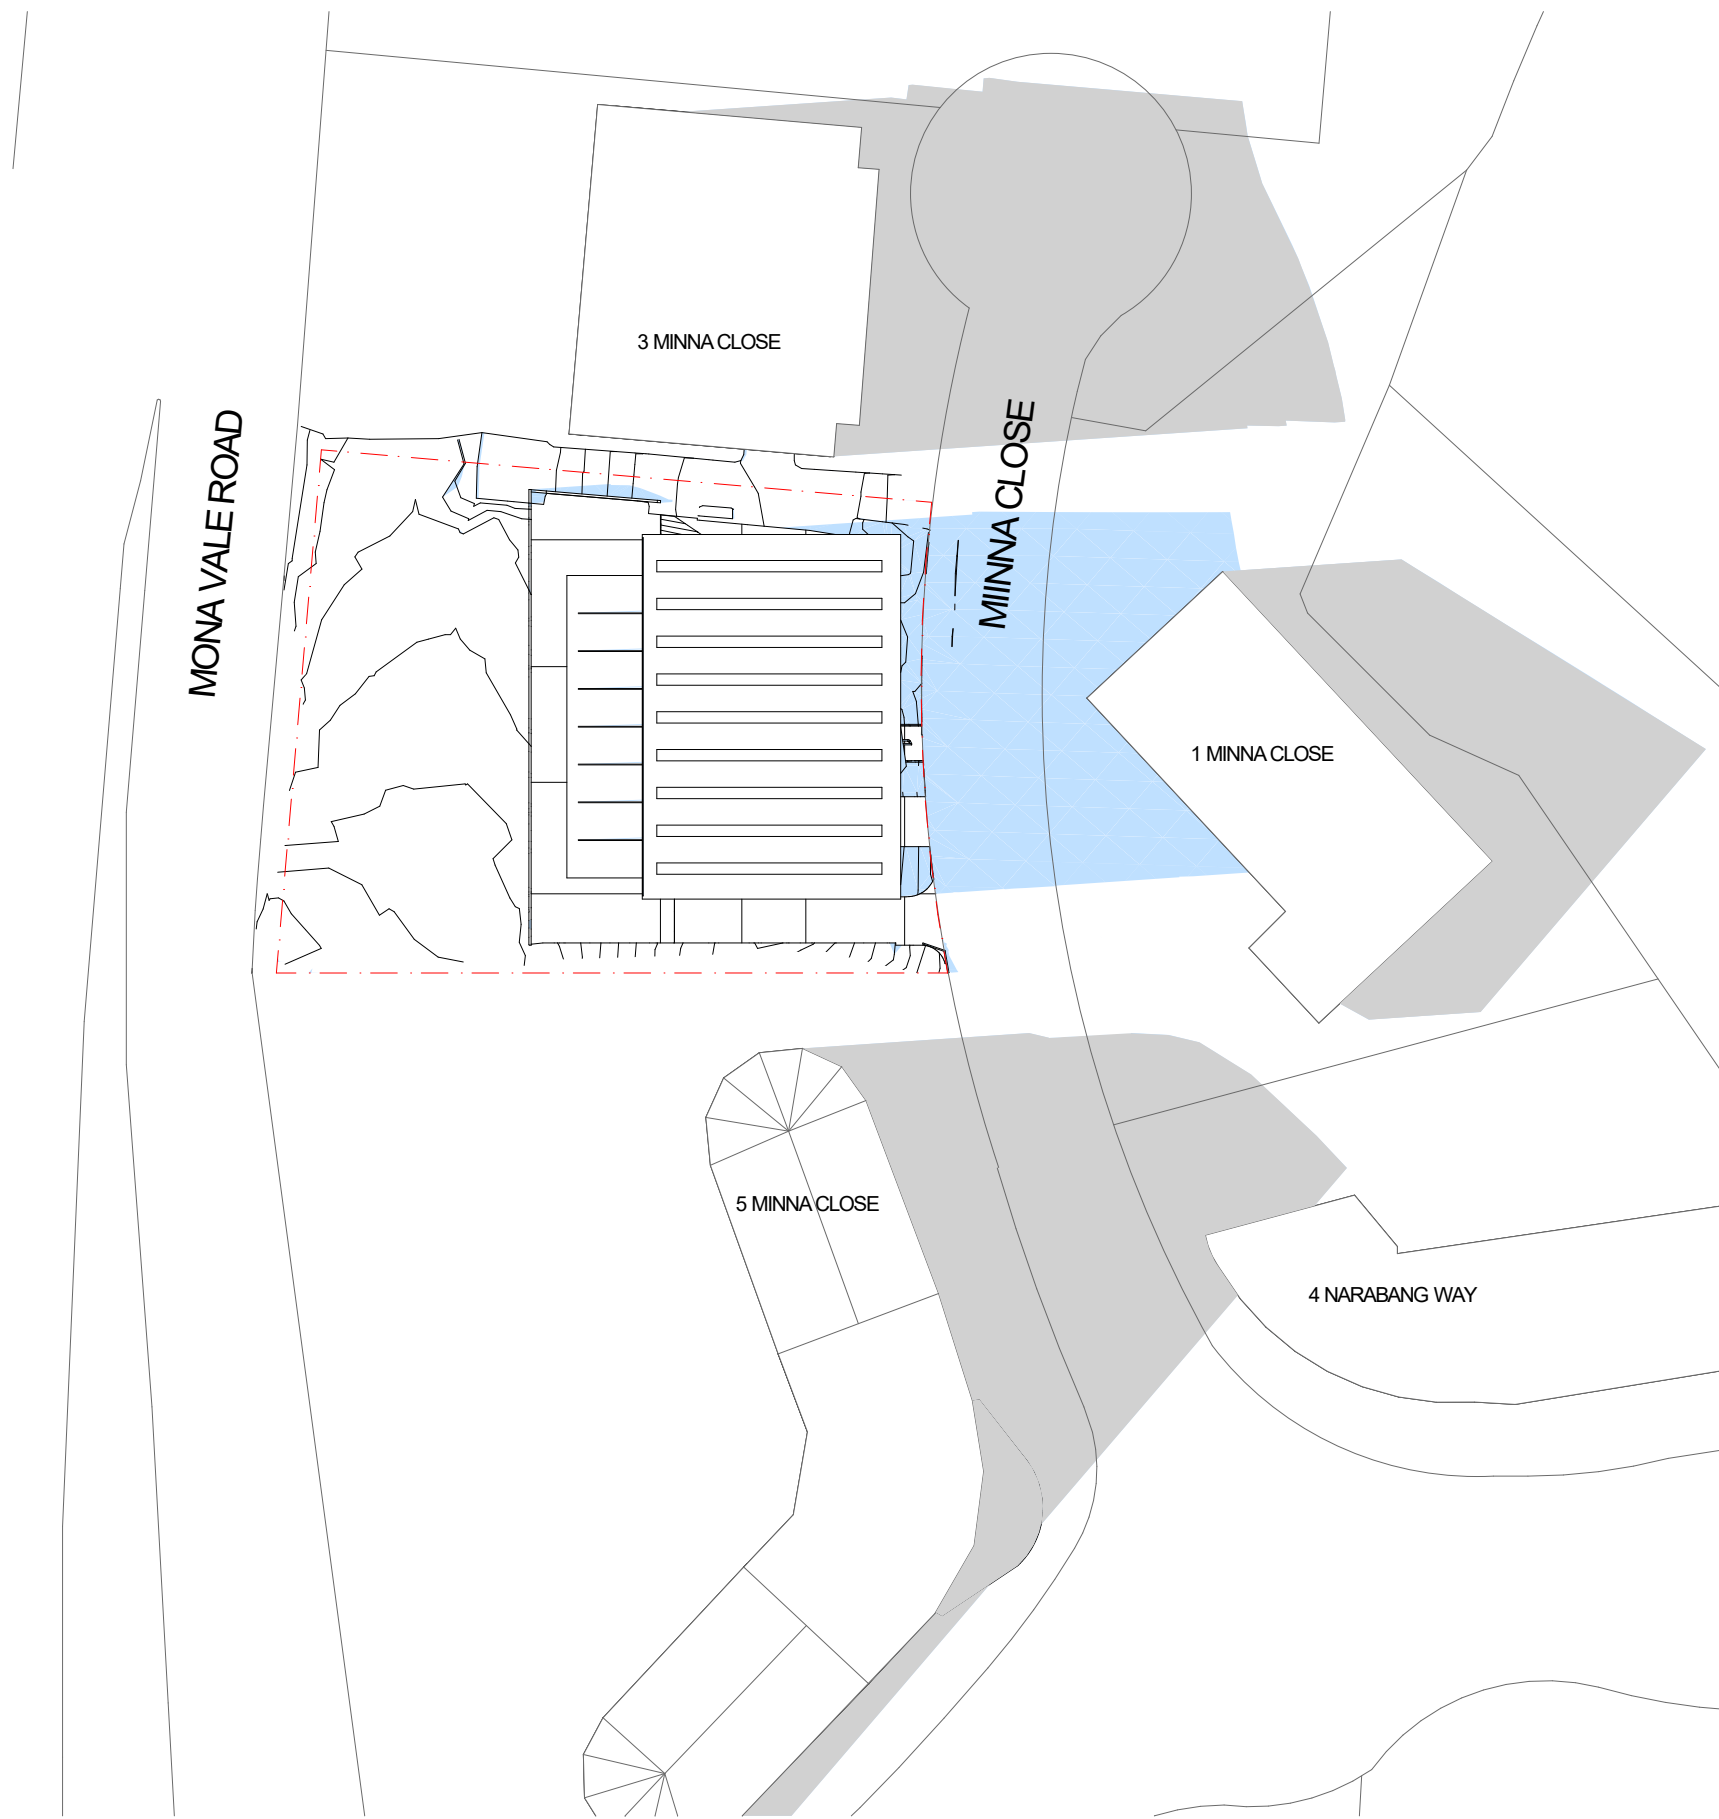 3 MINNA CLOSE
MONA VALE ROAD
MIINNA CLOSE
1 MINNA CLOSE
5 MINNA CLOSE
4 NARABANG WAY